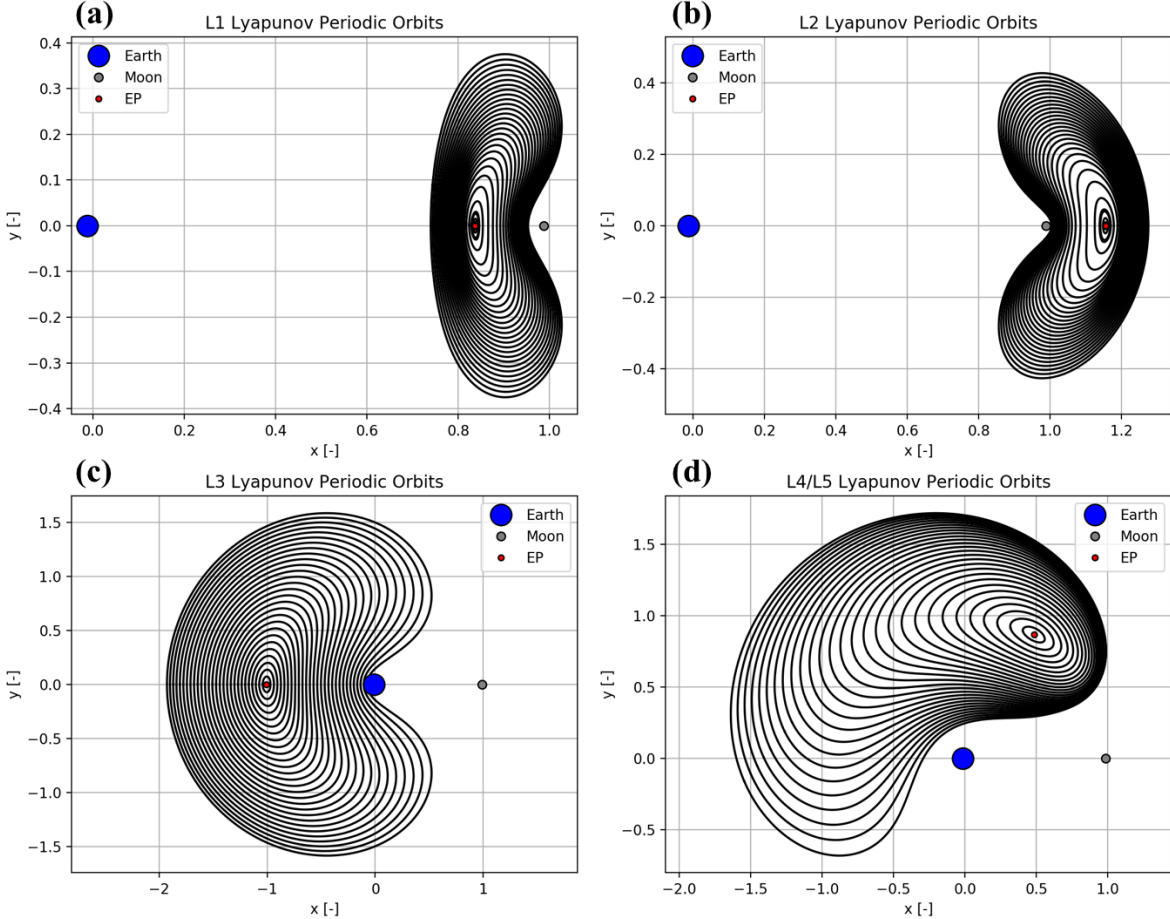 (a)
L1 Lyapunov Periodic Orbits
Earth
Moon
EP
0.4
0.3
0.2
0.1
0.0
−0.1
−0.2
−0.3
−0.4
y [-]
0.0 0.2 0.4 0.6 0.8 1.0
x [-]
(b)
L2 Lyapunov Periodic Orbits
Earth
Moon
EP
0.4
0.2
0.0
−0.2
−0.4
y [-]
0.0 0.2 0.4 0.6 0.8 1.0 1.2
x [-]
(c)
L3 Lyapunov Periodic Orbits
Earth
Moon
EP
1.5
1.0
0.5
0.0
−0.5
−1.0
−1.5
y [-]
−2 −1 0 1
x [-]
(d)
L4/L5 Lyapunov Periodic Orbits
Earth
Moon
EP
1.5
1.0
0.5
0.0
−0.5
y [-]
−2.0 −1.5 −1.0 −0.5 0.0 0.5 1.0
x [-]